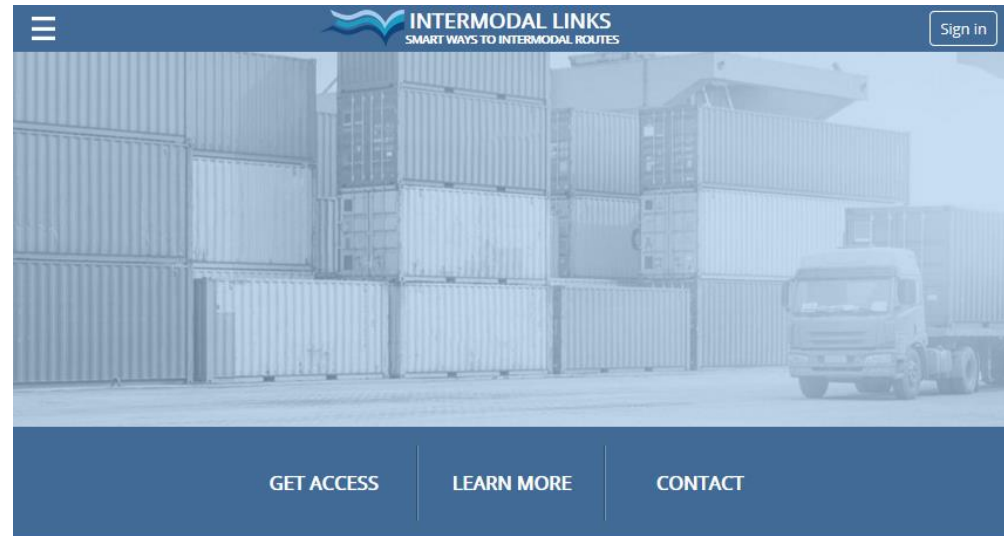 INTERMODAL LINKS
SMART WAYS TO INTERMODAL ROUTES
Sign in
GET ACCESS
LEARN MORE
CONTACT